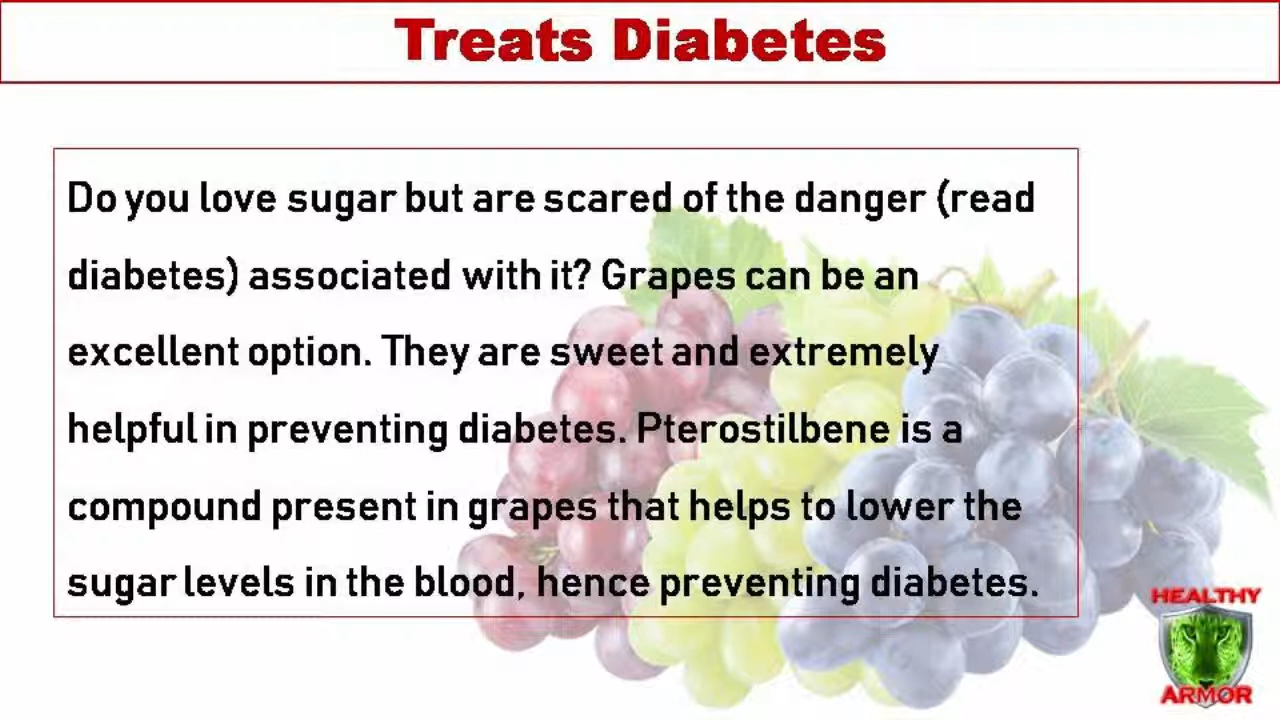 Treats Diabetes
Do you love sugar but are scared of the danger (read
diabetes) associated with it? Grapes can be an
excellent option. They are sweet and extremely
helpful in preventing diabetes. Pterostilbene is a
compound present in grapes that helps to lower the
sugar levels in the blood, hence preventing diabetes.
HEALTHY
ARMOR